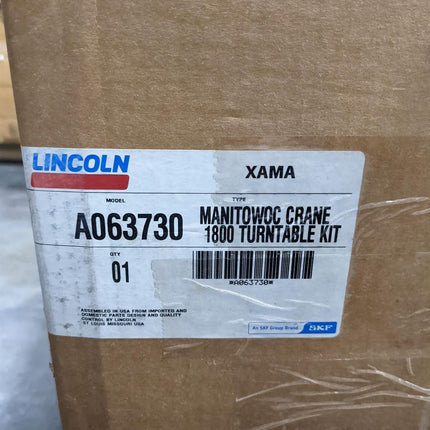 LINCOLN
XAMA
MODEL
TYPE
A063730
MANITOWOC CRANE
1800 TURNTABLE KIT
QTY
01
*A063730*
ASSEMBLED IN USA FROM IMPORTED AND
DOMESTIC PARTS DESIGN AND QUALITY
CONTROL BY LINCOLN
ST LOUIS MISSOURI USA
An SKF Group Brand
SKF